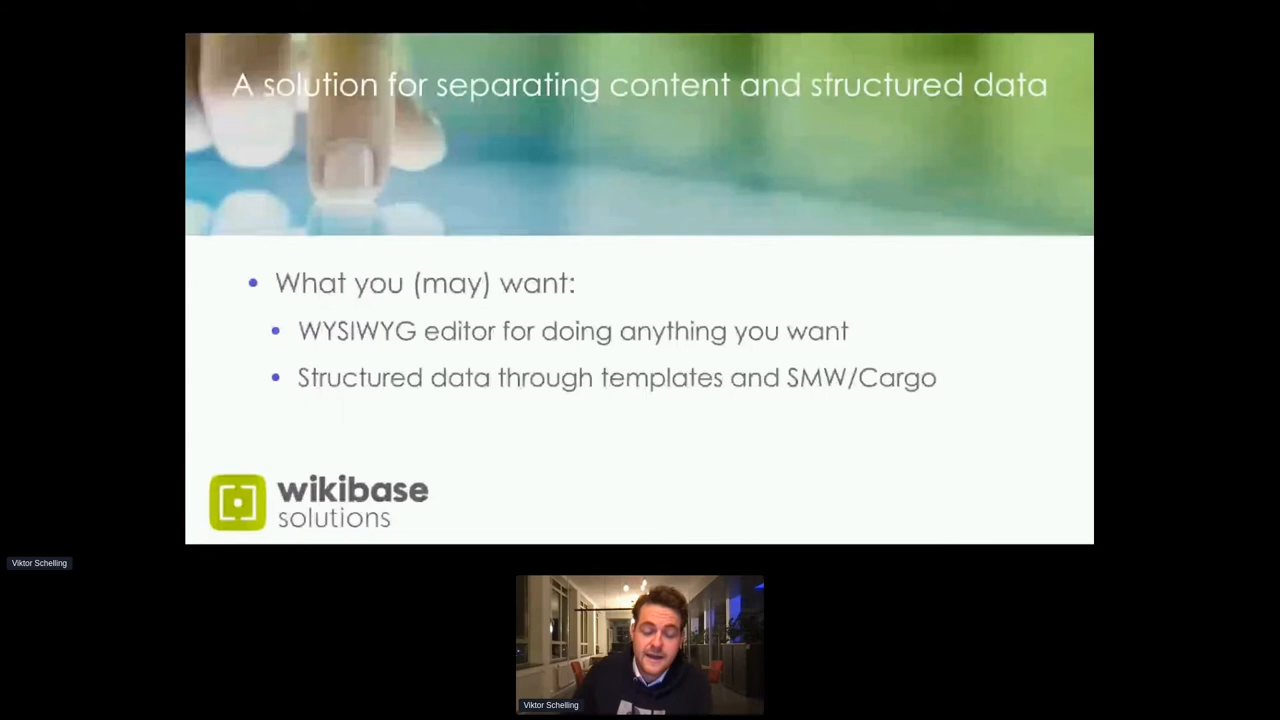 A solution for separating content and structured data
What you (may) want:
WYSIWYG editor for doing anything you want
Structured data through templates and SMW/Cargo
wikibase
solutions
Viktor Schelling
Viktor Schelling